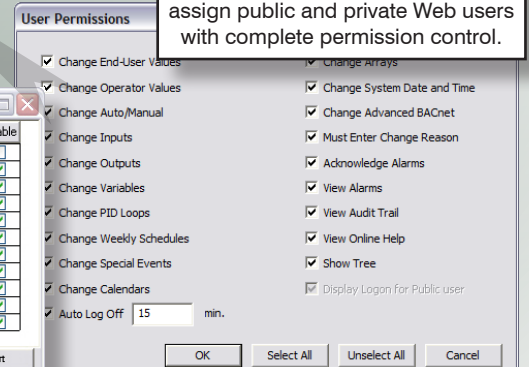 assign public and private Web users
with complete permission control.
User Permissions
Change End-User Values
Change Operator Values
Change Auto/Manual
Change Inputs
Change Outputs
Change Variables
Change PID Loops
Change Weekly Schedules
Change Special Events
Change Calendars
Auto Log Off 15 min.
Change Arrays
Change System Date and Time
Change Advanced BACnet
Must Enter Change Reason
Acknowledge Alarms
View Alarms
View Audit Trail
View Online Help
Show Tree
Display Logon for Public user
OK Select All Unselect All Cancel